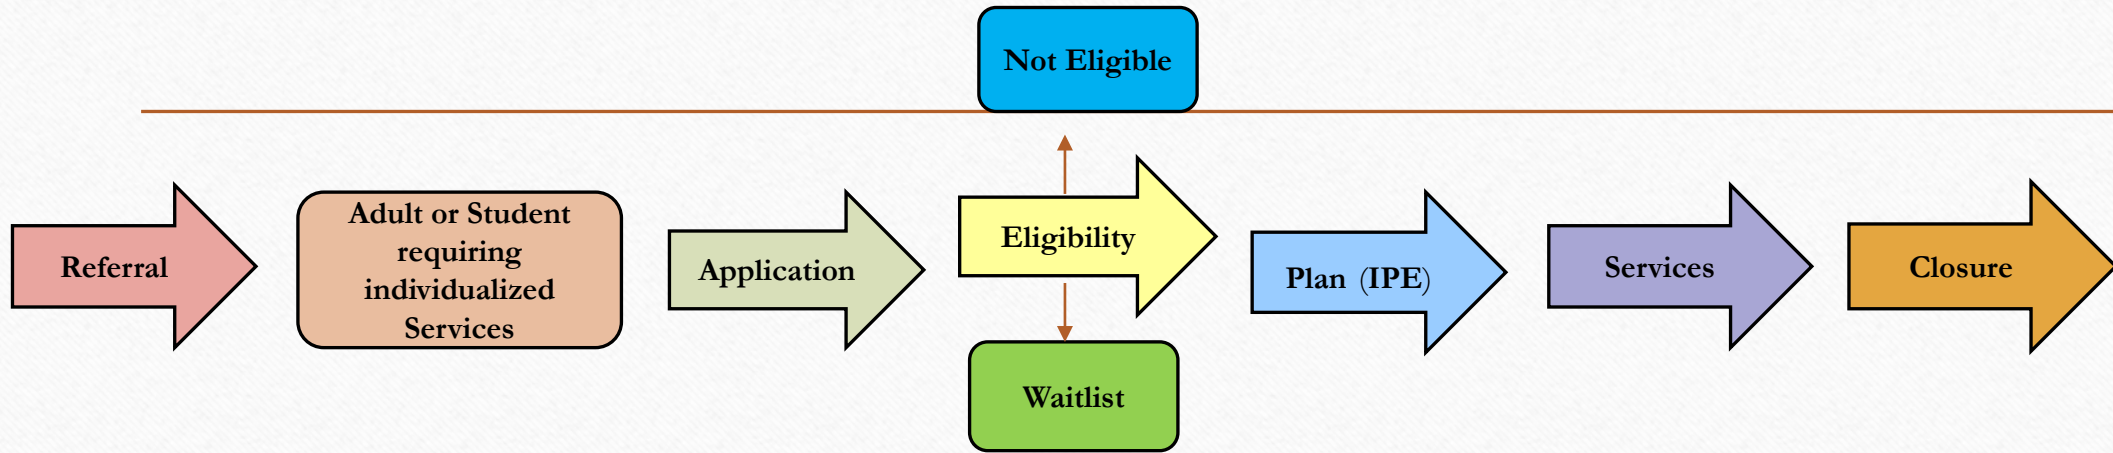 Not Eligible
Referral
Adult or Student
requiring
individualized
Services
Application
Eligibility
Plan (IPE)
Services
Closure
Waitlist